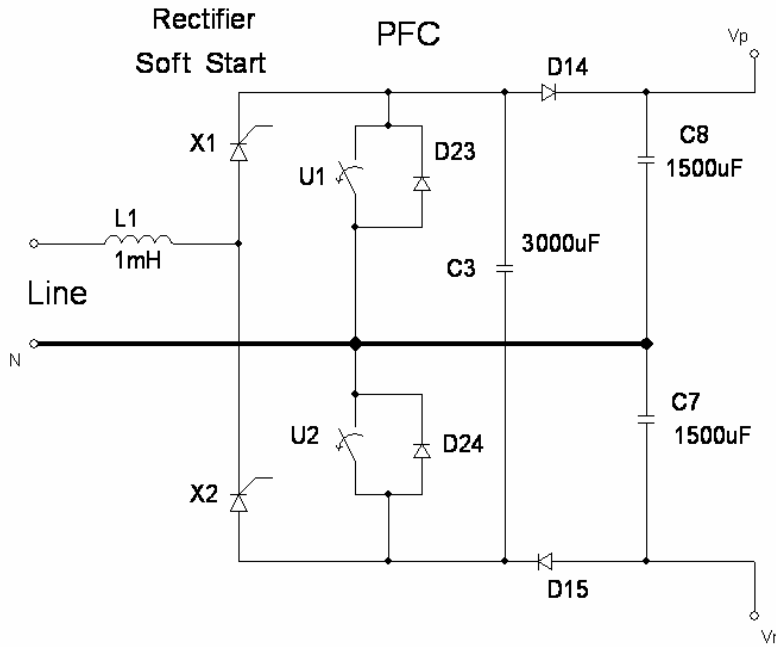 Rectifier
Soft Start
PFC
Vp
D14
X1
D23
C8
1500uF
U1
L1
1mH
3000uF
C3
Line
N
C7
1500uF
U2
D24
X2
D15